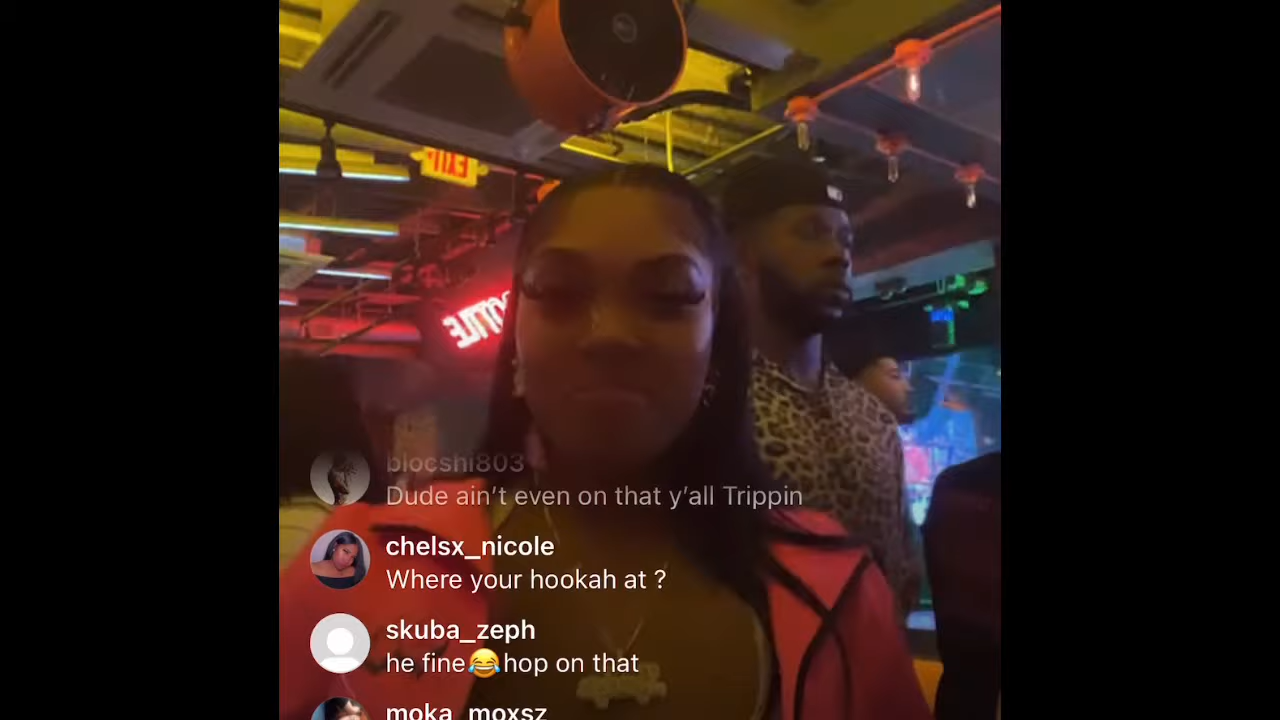 EXIT
blocshi803
Dude ain’t even on that y’all Trippin
chelsx_nicole
Where your hookah at ?
skuba_zeph
he fine😂hop on that
moka_moxsz